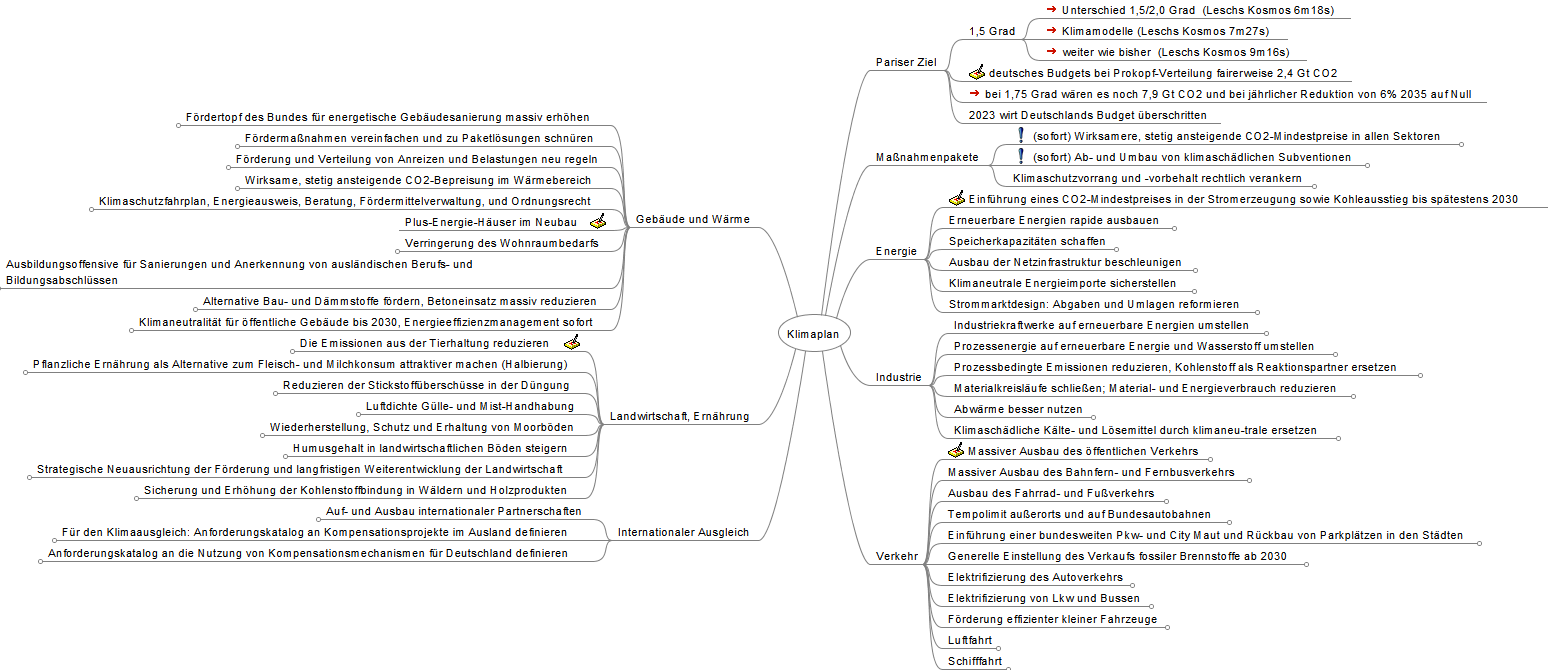 Klimaplan
Pariser Ziel
1,5 Grad
Unterschied 1,5/2,0 Grad (Leschs Kosmos 6m18s)
Klimamodelle (Leschs Kosmos 7m27s)
weiter wie bisher (Leschs Kosmos 9m16s)
deutsches Budgets bei Prokopf-Verteilung fairerweise 2,4 Gt CO2
bei 1,75 Grad wären es noch 7,9 Gt CO2 und bei jährlicher Reduktion von 6% 2035 auf Null
2023 wirt Deutschlands Budget überschritten
Maßnahmenpakete
(sofort) Wirksamere, stetig ansteigende CO2-Mindestpreise in allen Sektoren
(sofort) Ab- und Umbau von klimaschädlichen Subventionen
Klimaschutzvorrang und -vorbehalt rechtlich verankern
Energie
Einführung eines CO2-Mindestpreises in der Stromerzeugung sowie Kohleausstieg bis spätestens 2030
Erneuerbare Energien rapide ausbauen
Speicherkapazitäten schaffen
Ausbau der Netzinfrastruktur beschleunigen
Klimaneutrale Energieimporte sicherstellen
Strommarktdesign: Abgaben und Umlagen reformieren
Industrie
Industriekraftwerke auf erneuerbare Energien umstellen
Prozessenergie auf erneuerbare Energie und Wasserstoff umstellen
Prozessbedingte Emissionen reduzieren, Kohlenstoff als Reaktionspartner ersetzen
Materialkreisläufe schließen; Material- und Energieverbrauch reduzieren
Abwärme besser nutzen
Klimaschädliche Kälte- und Lösemittel durch klimaneu-trale ersetzen
Verkehr
Massiver Ausbau des öffentlichen Verkehrs
Massiver Ausbau des Bahnfern- und Fernbusverkehrs
Ausbau des Fahrrad- und Fußverkehrs
Tempolimit außerorts und auf Bundesautobahnen
Einführung einer bundesweiten Pkw- und City Maut und Rückbau von Parkplätzen in den Städten
Generelle Einstellung des Verkaufs fossiler Brennstoffe ab 2030
Elektrifizierung des Autoverkehrs
Elektrifizierung von Lkw und Bussen
Förderung effizienter kleiner Fahrzeuge
Luftfahrt
Schifffahrt
Gebäude und Wärme
Fördertopf des Bundes für energetische Gebäudesanierung massiv erhöhen
Fördermaßnahmen vereinfachen und zu Paketlösungen schnüren
Förderung und Verteilung von Anreizen und Belastungen neu regeln
Wirksame, stetig ansteigende CO2-Bepreisung im Wärmebereich
Klimaschutzfahrplan, Energieausweis, Beratung, Fördermittelverwaltung, und Ordnungsrecht
Plus-Energie-Häuser im Neubau
Verringerung des Wohnraumbedarfs
Ausbildungsoffensive für Sanierungen und Anerkennung von ausländischen Berufs- und
Bildungsabschlüssen
Alternative Bau- und Dämmstoffe fördern, Betoneinsatz massiv reduzieren
Klimaneutralität für öffentliche Gebäude bis 2030, Energieeffizienzmanagement sofort
Landwirtschaft, Ernährung
Die Emissionen aus der Tierhaltung reduzieren
Pflanzliche Ernährung als Alternative zum Fleisch- und Milchkonsum attraktiver machen (Halbierung)
Reduzieren der Stickstoffüberschüsse in der Düngung
Luftdichte Gülle- und Mist-Handhabung
Wiederherstellung, Schutz und Erhaltung von Moorböden
Humusgehalt in landwirtschaftlichen Böden steigern
Strategische Neuausrichtung der Förderung und langfristigen Weiterentwicklung der Landwirtschaft
Sicherung und Erhöhung der Kohlenstoffbindung in Wäldern und Holzprodukten
Internationaler Ausgleich
Auf- und Ausbau internationaler Partnerschaften
Für den Klimaausgleich: Anforderungskatalog an Kompensationsprojekte im Ausland definieren
Anforderungskatalog an die Nutzung von Kompensationsmechanismen für Deutschland definieren